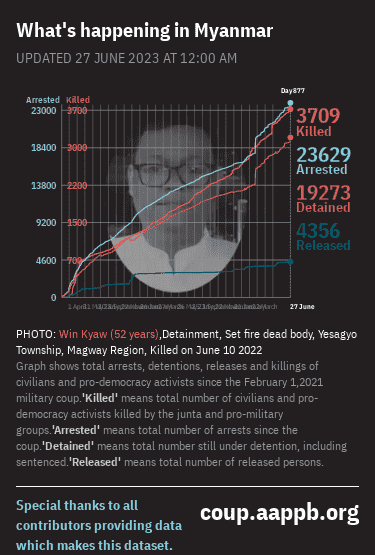 What's happening in Myanmar
UPDATED 27 JUNE 2023 AT 12:00 AM
Day877
Arrested Killed
23000 3700
3709
Killed
18400 3000
23629
Arrested
13800 2200
19273
Detained
9200 1500
4356
Released
4600 700
0
27 June
PHOTO: Win Kyaw (52 years),Detainment, Set fire dead body, Yesagyo
Township, Magway Region, Killed on June 10 2022
Graph shows total arrests, detentions, releases and killings of
civilians and pro-democracy activists since the February 1,2021
military coup.'Killed' means total number of civilians and pro-
democracy activists killed by the junta and pro-military
groups.'Arrested' means total number of arrests since the
coup.'Detained' means total number still under detention, including
sentenced.'Released' means total number of released persons.
Special thanks to all
contributors providing data
which makes this dataset.
coup.aappb.org